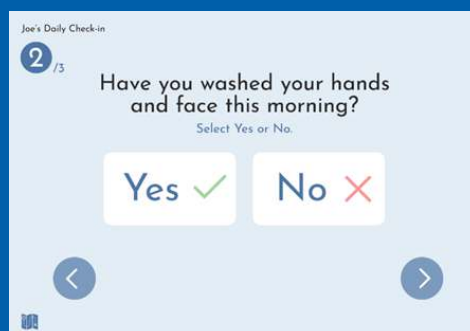 Joe's Daily Check-in
2/3
Have you washed your hands
and face this morning?
Select Yes or No.
Yes
No